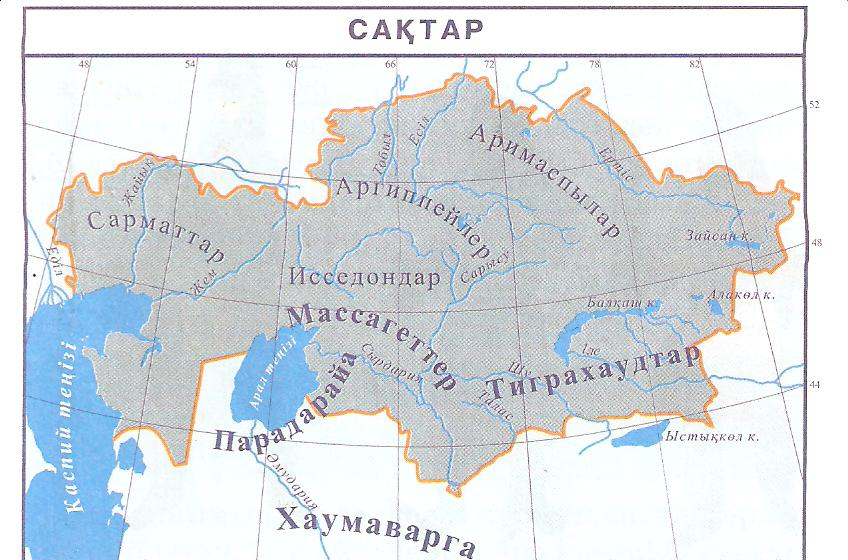 САҚТАР
48
54
60
66
72
78
82
52
48
44
Тобыл
Есіл
Аримаспылар
Ертіс
Жайық
Аргиппейлер
Сарматтар
Зайсан к.
Еділ
Жем
Исседондар
Сарысу
Балқаш к.
Алакөл к.
Массагеттер
Каспий теңізі
Арал теңізі
Сырдария
Шу
Іле
Тиграхаудтар
Талас
Парадарайа
Ыстықкөл к.
Әмудария
Хаумаварга